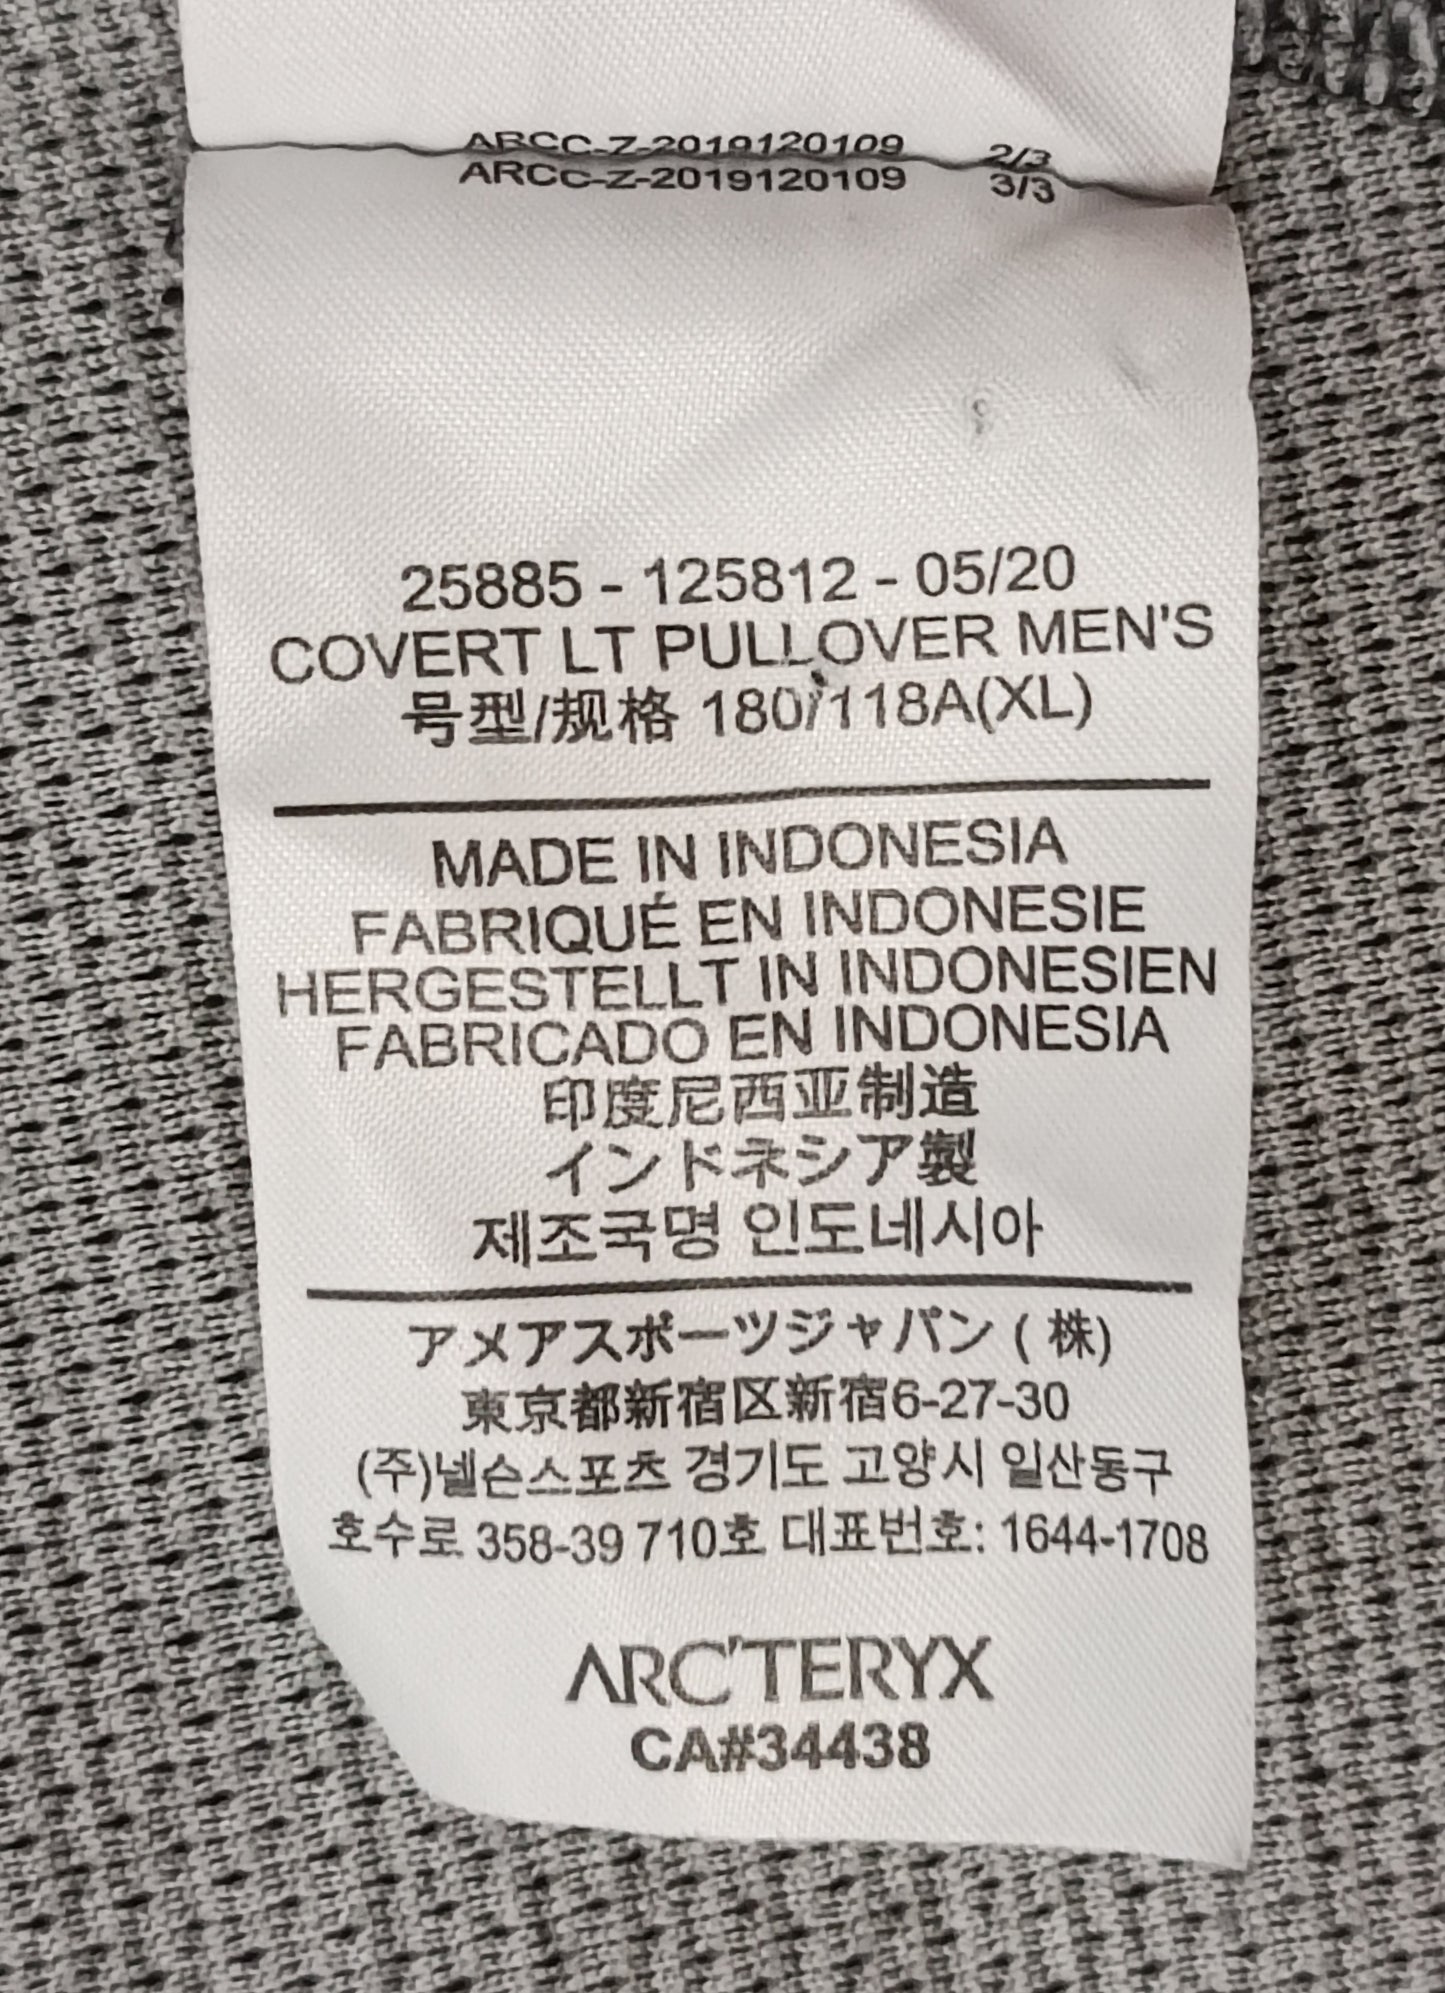 ARCC-Z-2019120109 2/3
ARCC-Z-2019120109 3/3
25885 - 125812 - 05/20
COVERT LT PULLOVER MEN'S
号型/规格 180/118A(XL)
MADE IN INDONESIA
FABRIQUÉ EN INDONESIE
HERGESTELLT IN INDONESIEN
FABRICADO EN INDONESIA
印度尼西亚制造
インドネシア製
제조국명 인도네시아
アメアスポーツジャパン ( 株)
東京都新宿区新宿6-27-30
(주)넬슨스포츠 경기도 고양시 일산동구
호수로 358-39 710호 대표번호: 1644-1708
ARC'TERYX
CA#34438